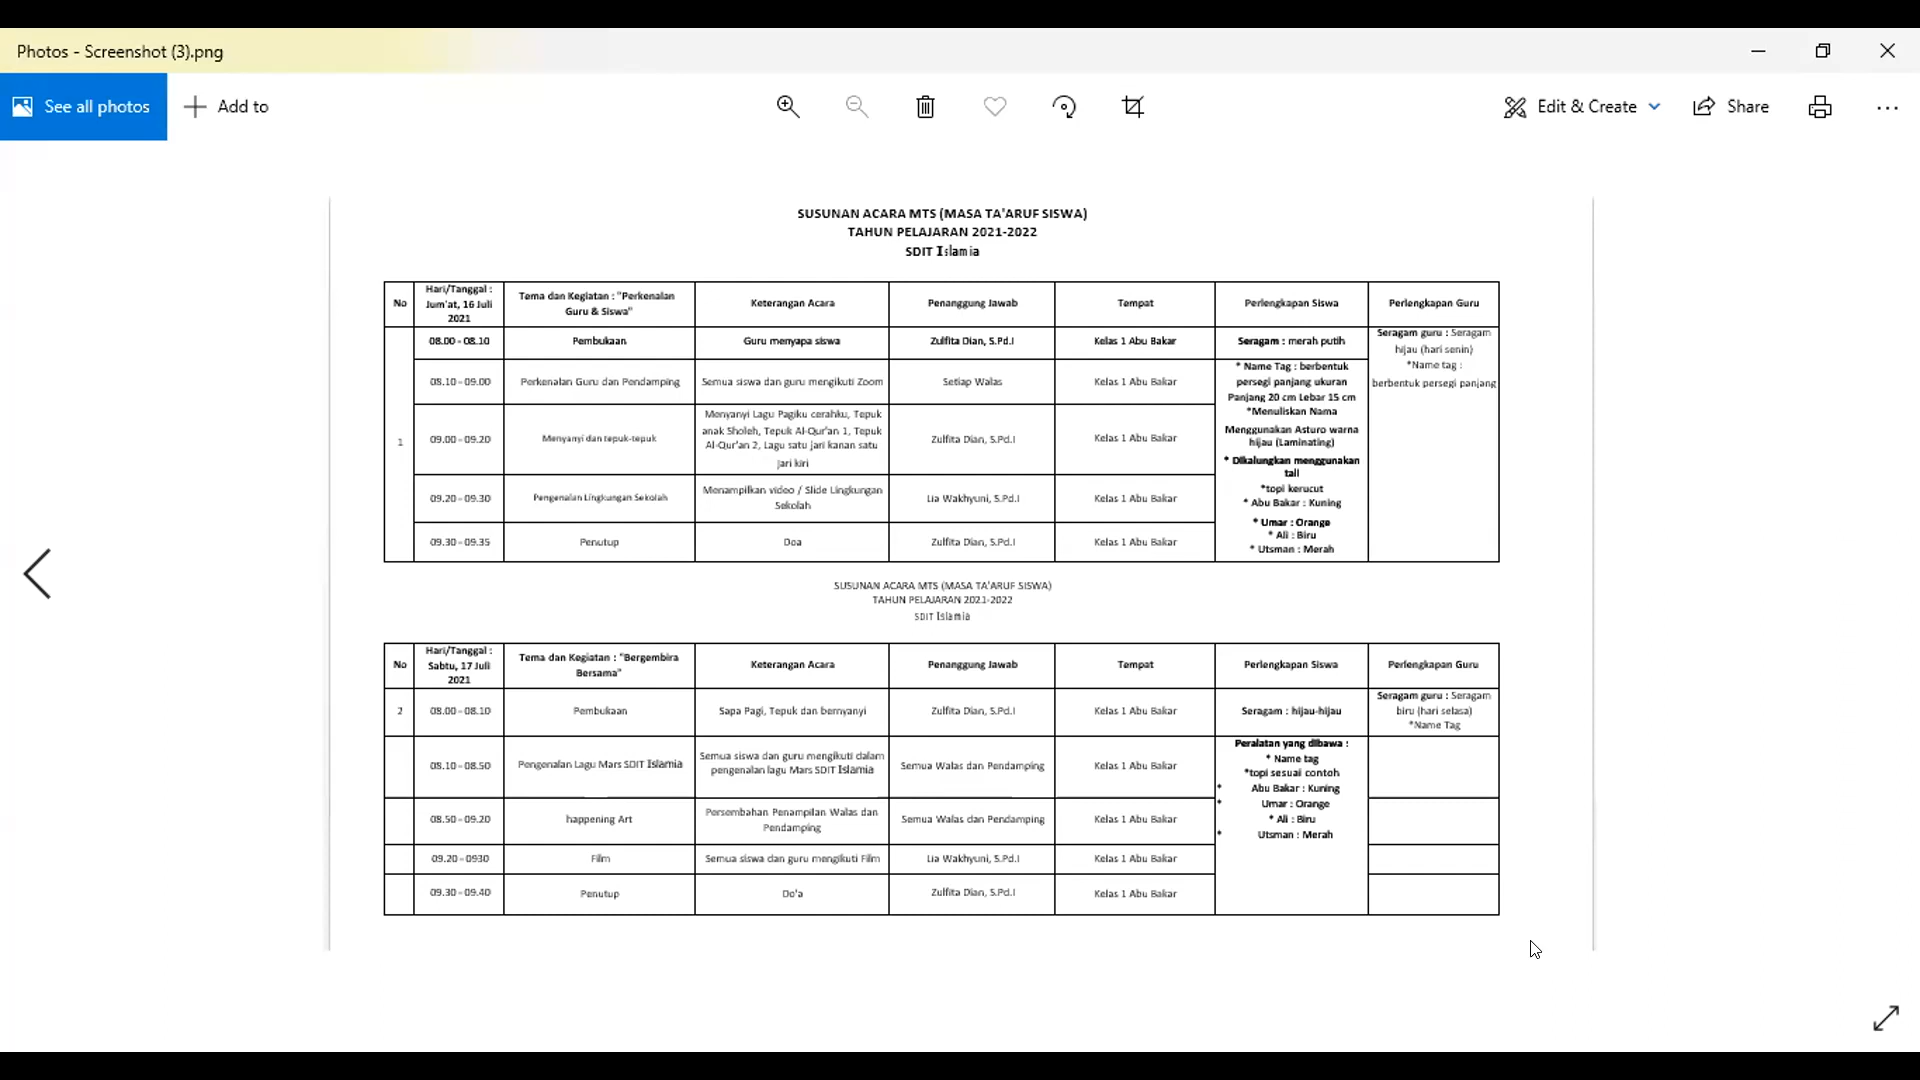 Photos - Screenshot (3).png
See all photos
Add to
Edit & Create
Share
SUSUNAN ACARA MTS (MASA TA'ARUF SISWA)
TAHUN PELAJARAN 2021-2022
SDIT Islamia
No
Hari/Tanggal :
Jum'at, 16 Juli
2021
Tema dan Kegiatan : "Perkenalan
Guru & Siswa"
Keterangan Acara
Penanggung Jawab
Tempat
Perlengkapan Siswa
Perlengkapan Guru
1
08.00 - 08.10
Pembukaan
Guru menyapa siswa
Zulfita Dian, S.Pd.I
Kelas 1 Abu Bakar
Seragam : merah putih
Seragam guru : Seragam
hijau (hari senin)
*Name tag :
berbentuk persegi panjang
08.10 - 09.00
Perkenalan Guru dan Pendamping
Semua siswa dan guru mengikuti Zoom
Setiap Walas
Kelas 1 Abu Bakar
* Name Tag : berbentuk
persegi panjang ukuran
Panjang 20 cm Lebar 15 cm
*Menuliskan Nama
Menggunakan Asturo warna
hijau (Laminating)
* Dikalungkan menggunakan
tali
*topi kerucut
* Abu Bakar : Kuning
* Umar : Orange
* Ali : Biru
* Utsman : Merah
09.00 - 09.20
Menyanyi dan tepuk-tepuk
Menyanyi Lagu Pagiku cerahku, Tepuk
anak Sholeh, Tepuk Al-Qur'an 1, Tepuk
Al-Qur'an 2, Lagu satu jari kanan satu
jari kiri
Zulfita Dian, S.Pd.I
Kelas 1 Abu Bakar
09.20 - 09.30
Pengenalan Lingkungan Sekolah
Menampilkan video / Slide Lingkungan
Sekolah
Lia Wakhyuni, S.Pd.I
Kelas 1 Abu Bakar
09.30 - 09.35
Penutup
Doa
Zulfita Dian, S.Pd.I
Kelas 1 Abu Bakar
SUSUNAN ACARA MTS (MASA TA'ARUF SISWA)
TAHUN PELAJARAN 2021-2022
SDIT Islamia
No
Hari/Tanggal :
Sabtu, 17 Juli
2021
Tema dan Kegiatan : "Bergembira
Bersama"
Keterangan Acara
Penanggung Jawab
Tempat
Perlengkapan Siswa
Perlengkapan Guru
2
08.00 - 08.10
Pembukaan
Sapa Pagi, Tepuk dan bernyanyi
Zulfita Dian, S.Pd.I
Kelas 1 Abu Bakar
Seragam : hijau-hijau
Seragam guru : Seragam
biru (hari selasa)
*Name Tag
08.10 - 08.50
Pengenalan Lagu Mars SDIT Islamia
Semua siswa dan guru mengikuti dalam
pengenalan lagu Mars SDIT Islamia
Semua Walas dan Pendamping
Kelas 1 Abu Bakar
Peralatan yang dibawa :
* Name tag
*topi sesuai contoh
* Abu Bakar : Kuning
* Umar : Orange
* Ali : Biru
* Utsman : Merah
08.50 - 09.20
happening Art
Persembahan Penampilan Walas dan
Pendamping
Semua Walas dan Pendamping
Kelas 1 Abu Bakar
09.20 - 0930
Film
Semua siswa dan guru mengikuti Film
Lia Wakhyuni, S.Pd.I
Kelas 1 Abu Bakar
09.30 - 09.40
Penutup
Do'a
Zulfita Dian, S.Pd.I
Kelas 1 Abu Bakar